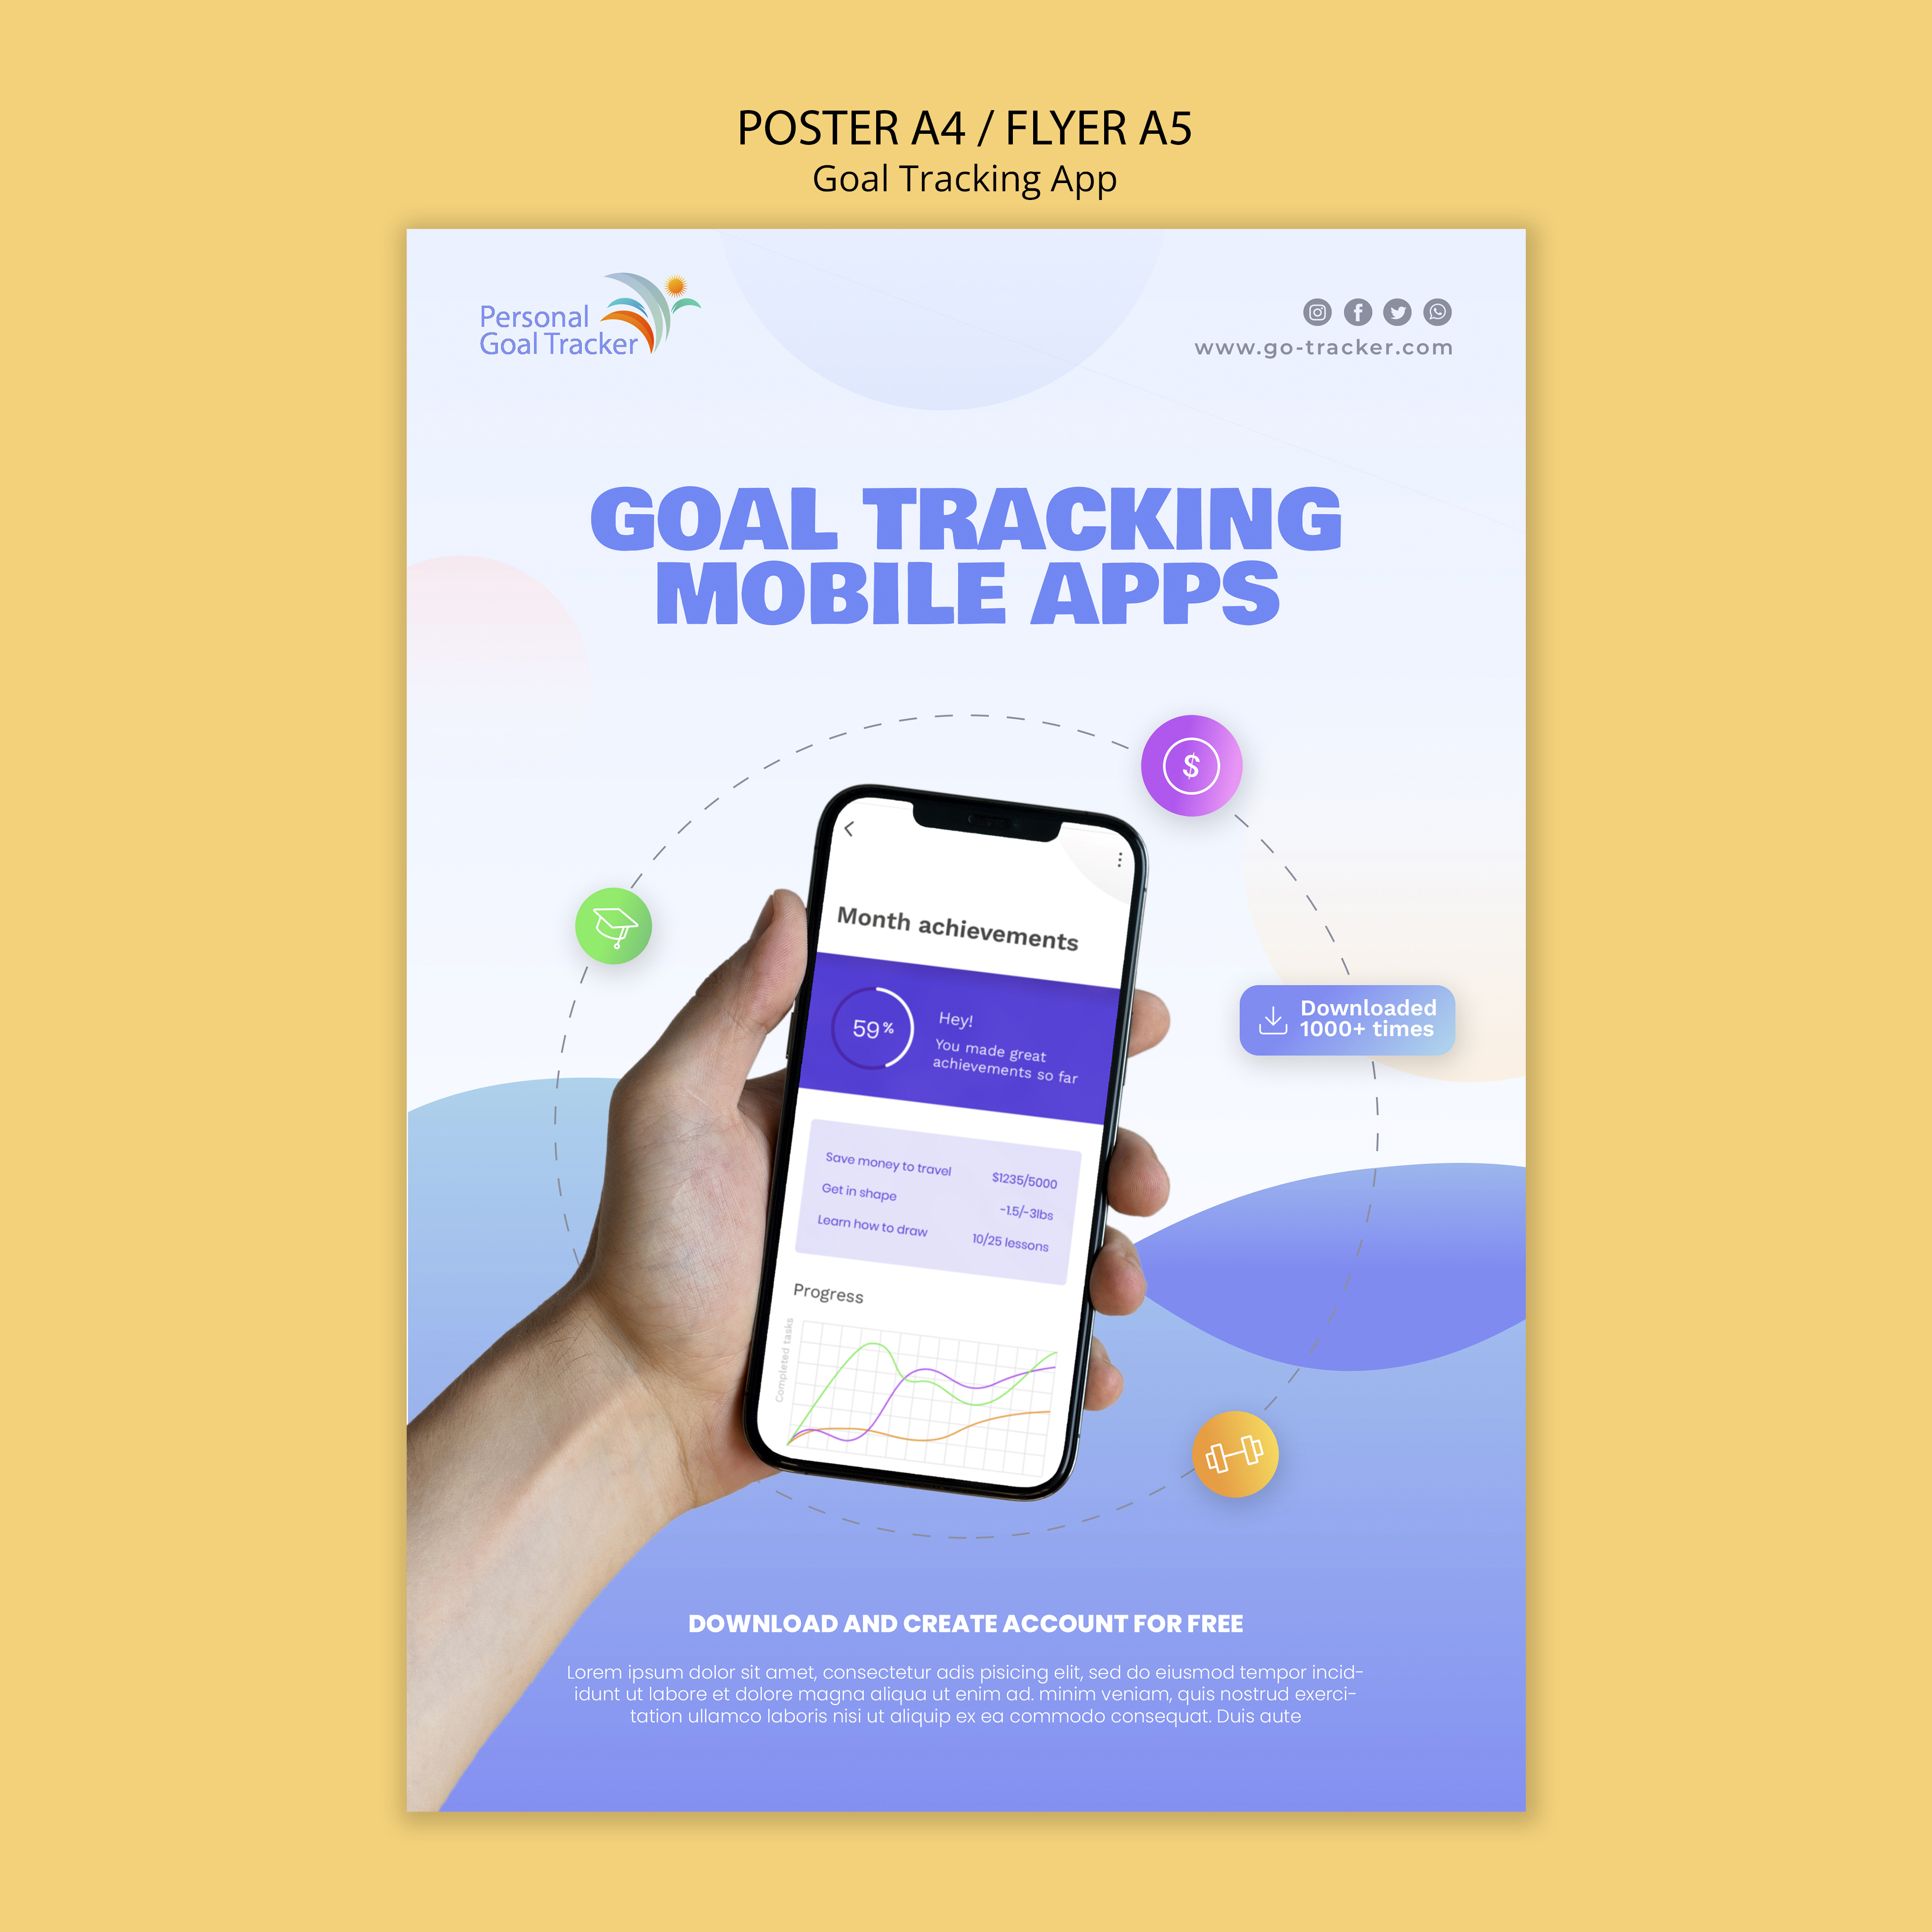 POSTER A4 / FLYER A5
Goal Tracking App
Personal
Goal Tracker
www.go-tracker.com
GOAL TRACKING
MOBILE APPS
$
Month achievements
59%
Hey!
You made great
achievements so far
Downloaded
1000+ times
Save money to travel $1235/5000
Get in shape -1.5/-3lbs
Learn how to draw 10/25 lessons
Progress
Completed tasks
DOWNLOAD AND CREATE ACCOUNT FOR FREE
Lorem ipsum dolor sit amet, consectetur adis pisicing elit, sed do eiusmod tempor incid-
idunt ut labore et dolore magna aliqua ut enim ad. minim veniam, quis nostrud exerci-
tation ullamco laboris nisi ut aliquip ex ea commodo consequat. Duis aute